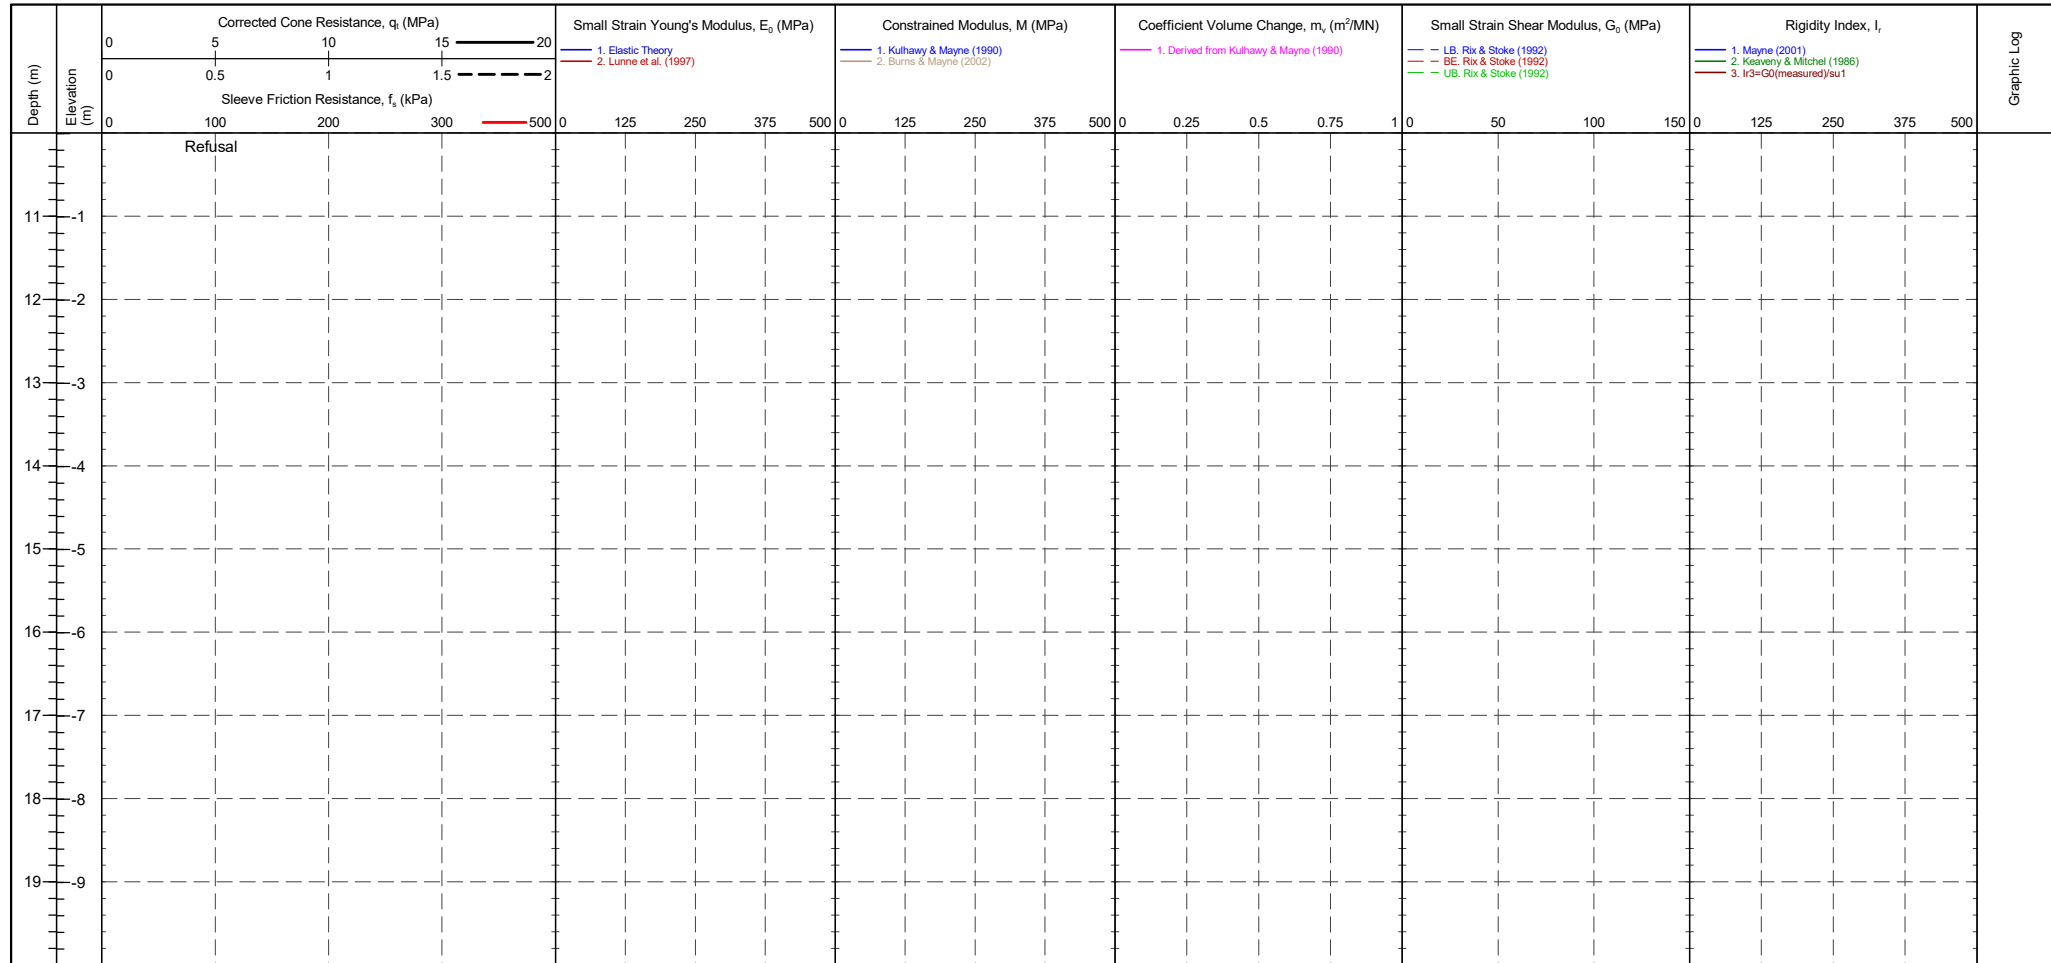 Depth (m)
Elevation (m)
Corrected Cone Resistance, qt (MPa)
0 5 10 15 20
0 0.5 1 1.5 2
Sleeve Friction Resistance, fs (kPa)
0 100 200 300 500
Small Strain Young's Modulus, E0 (MPa)
1. Elastic Theory
2. Lunne et al. (1997)
0 125 250 375 500
Constrained Modulus, M (MPa)
1. Kulhawy & Mayne (1990)
2. Burns & Mayne (2002)
0 125 250 375 500
Coefficient Volume Change, mv (m²/MN)
1. Derived from Kulhawy & Mayne (1990)
0 0.25 0.5 0.75 1
Small Strain Shear Modulus, G0 (MPa)
LB. Rix & Stoke (1992)
BE. Rix & Stoke (1992)
UB. Rix & Stoke (1992)
0 50 100 150
Rigidity Index, Ir
1. Mayne (2001)
2. Keaveny & Mitchel (1986)
3. Ir3=G0(measured)/su1
0 125 250 375 500
Graphic Log
Refusal
11 -1
12 -2
13 -3
14 -4
15 -5
16 -6
17 -7
18 -8
19 -9